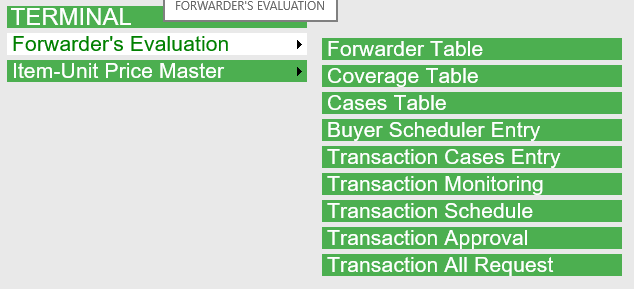 FORWARDER'S EVALUATION
TERMINAL
Forwarder's Evaluation
Item-Unit Price Master
Forwarder Table
Coverage Table
Cases Table
Buyer Scheduler Entry
Transaction Cases Entry
Transaction Monitoring
Transaction Schedule
Transaction Approval
Transaction All Request